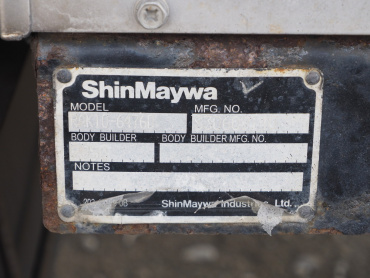 ShinMaywa
MODEL MFG. NO.
BODY BUILDER BODY BUILDER MFG. NO.
NOTES
ShinMaywa Industries, Ltd.